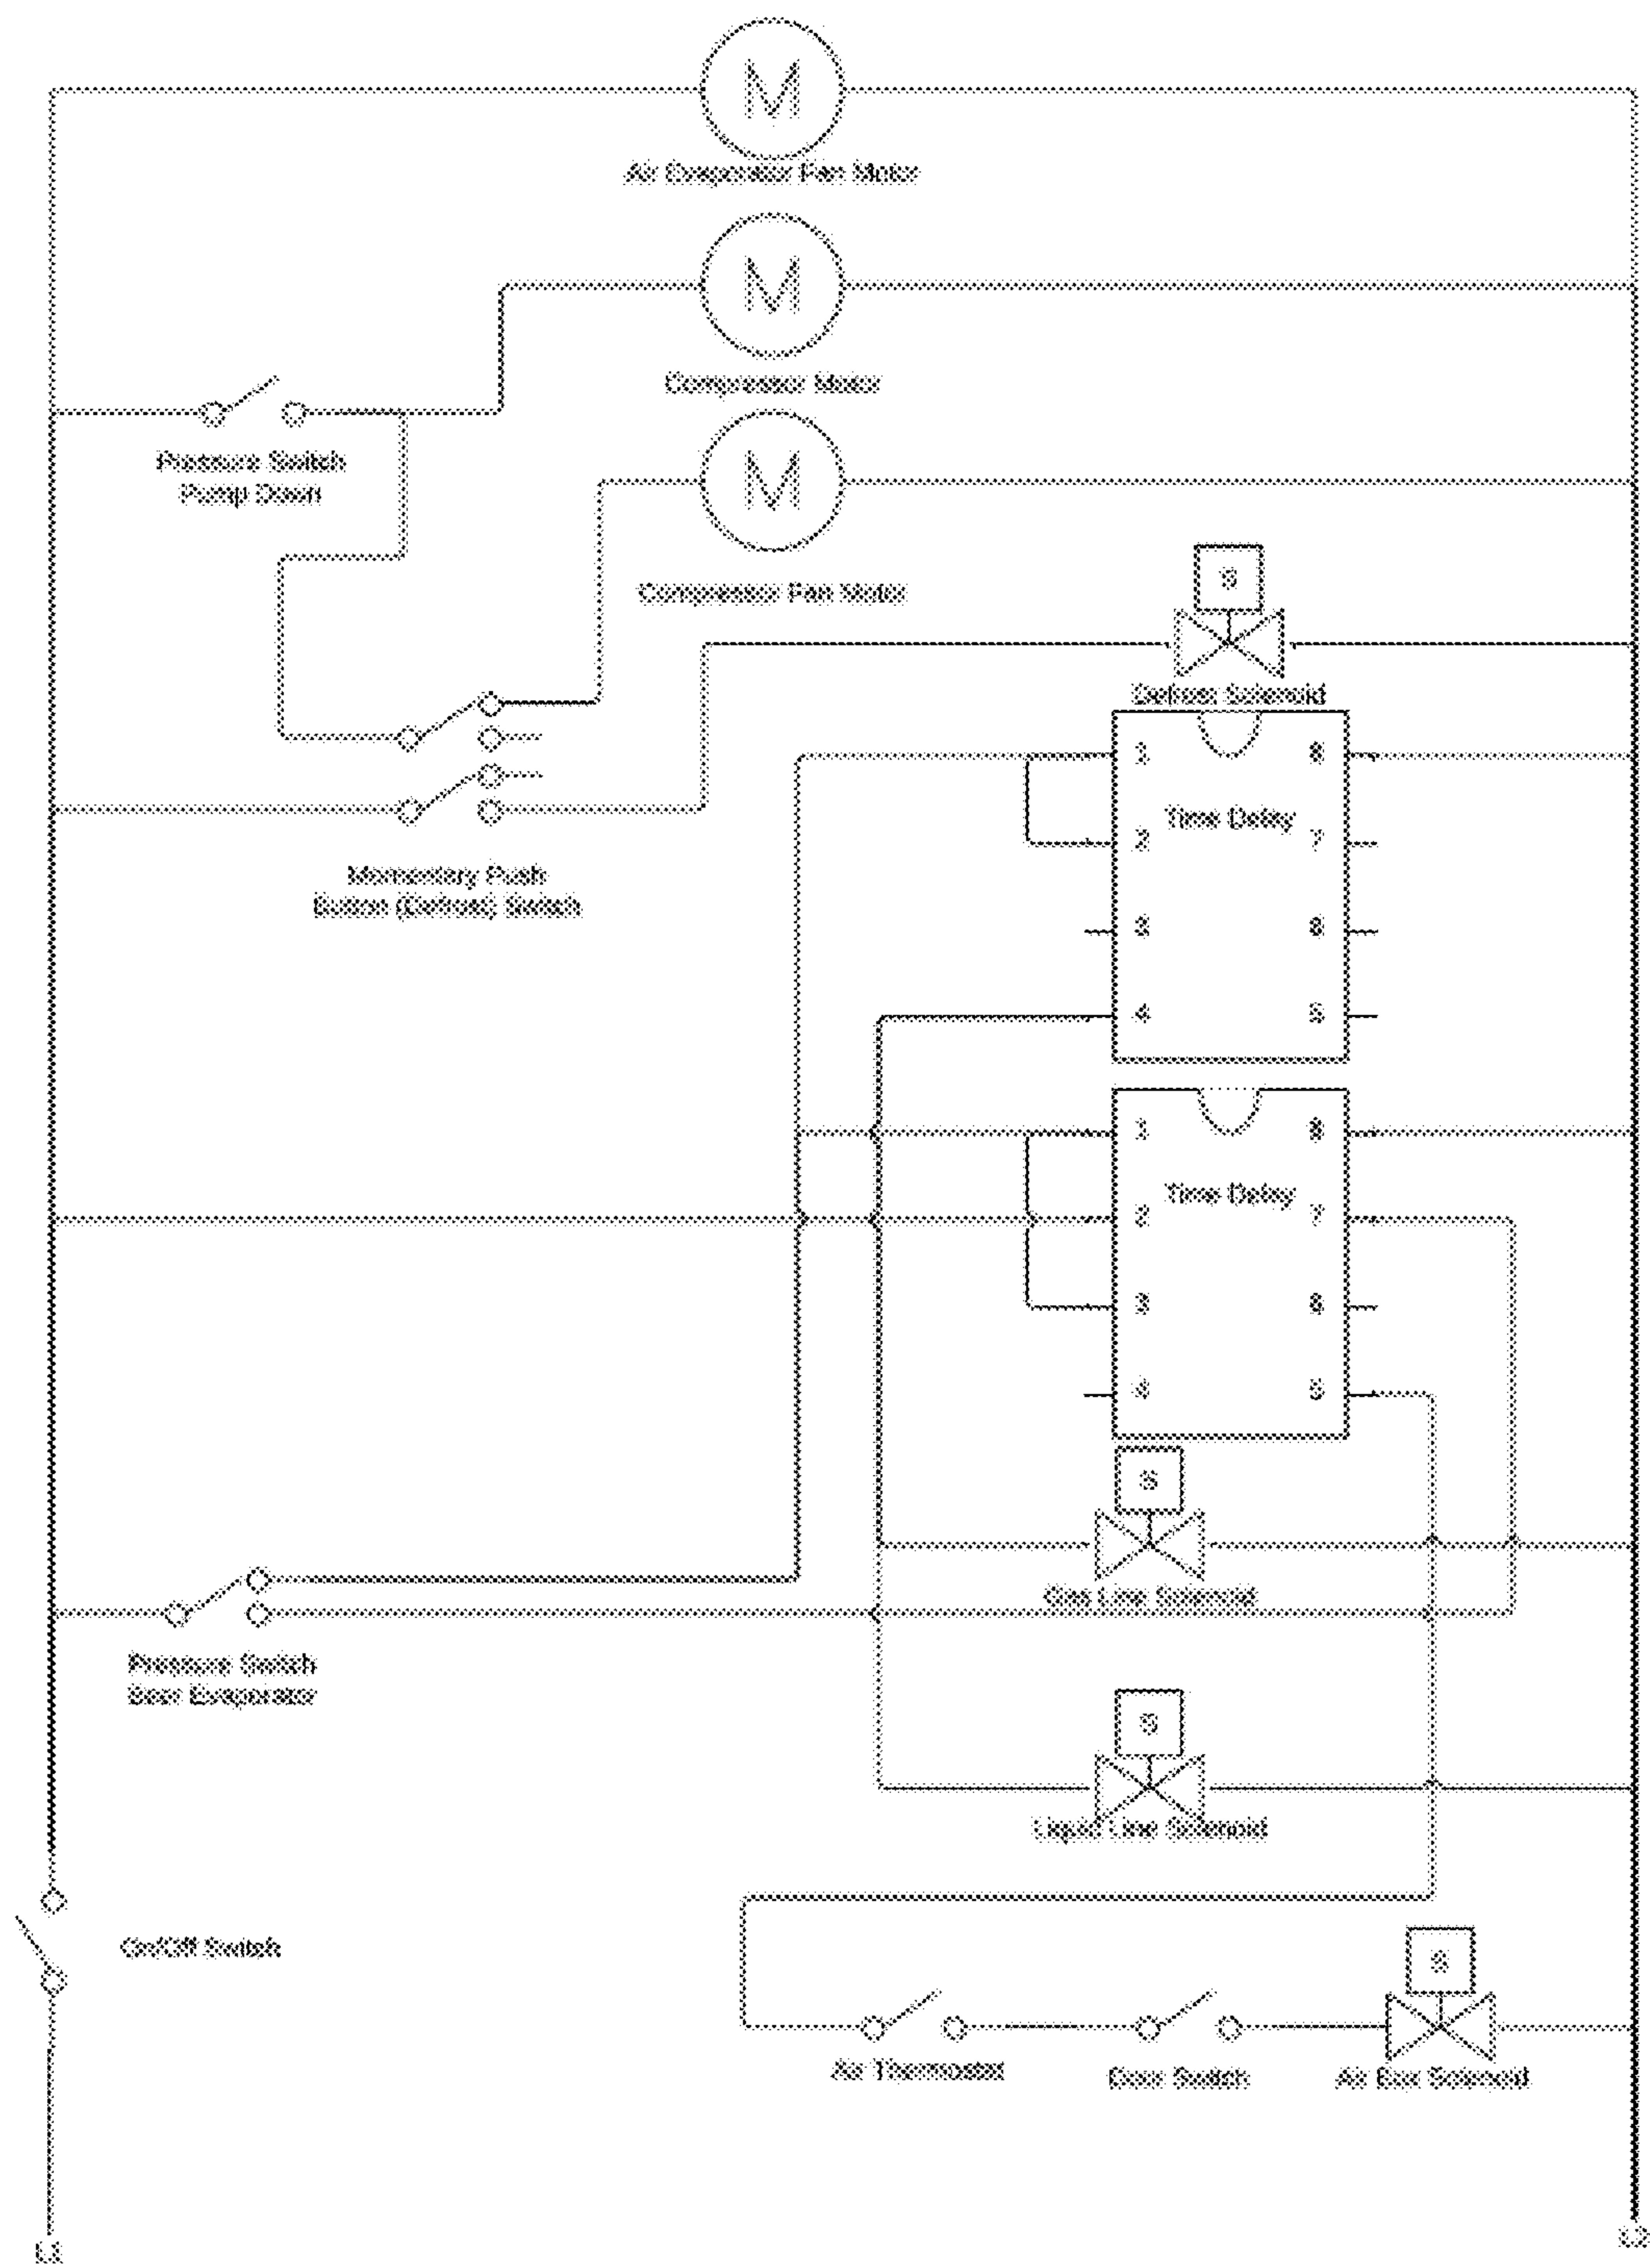 M
Air Evaporator Fan Motor
M
Compressor Motor
Pressure Switch
Pump Down
M
Compressor Fan Motor
S
Defrost Solenoid
1 8
Time Delay
2 7
3 6
4 5
Momentary Push
Button (Defrost) Switch
1 8
Time Delay
2 7
3 6
4 5
S
Gas Line Solenoid
Pressure Switch
Beer Evaporator
S
Liquid Line Solenoid
On/Off Switch
S
Air Thermostat
Door Switch
Air Box Solenoid
L1
L2